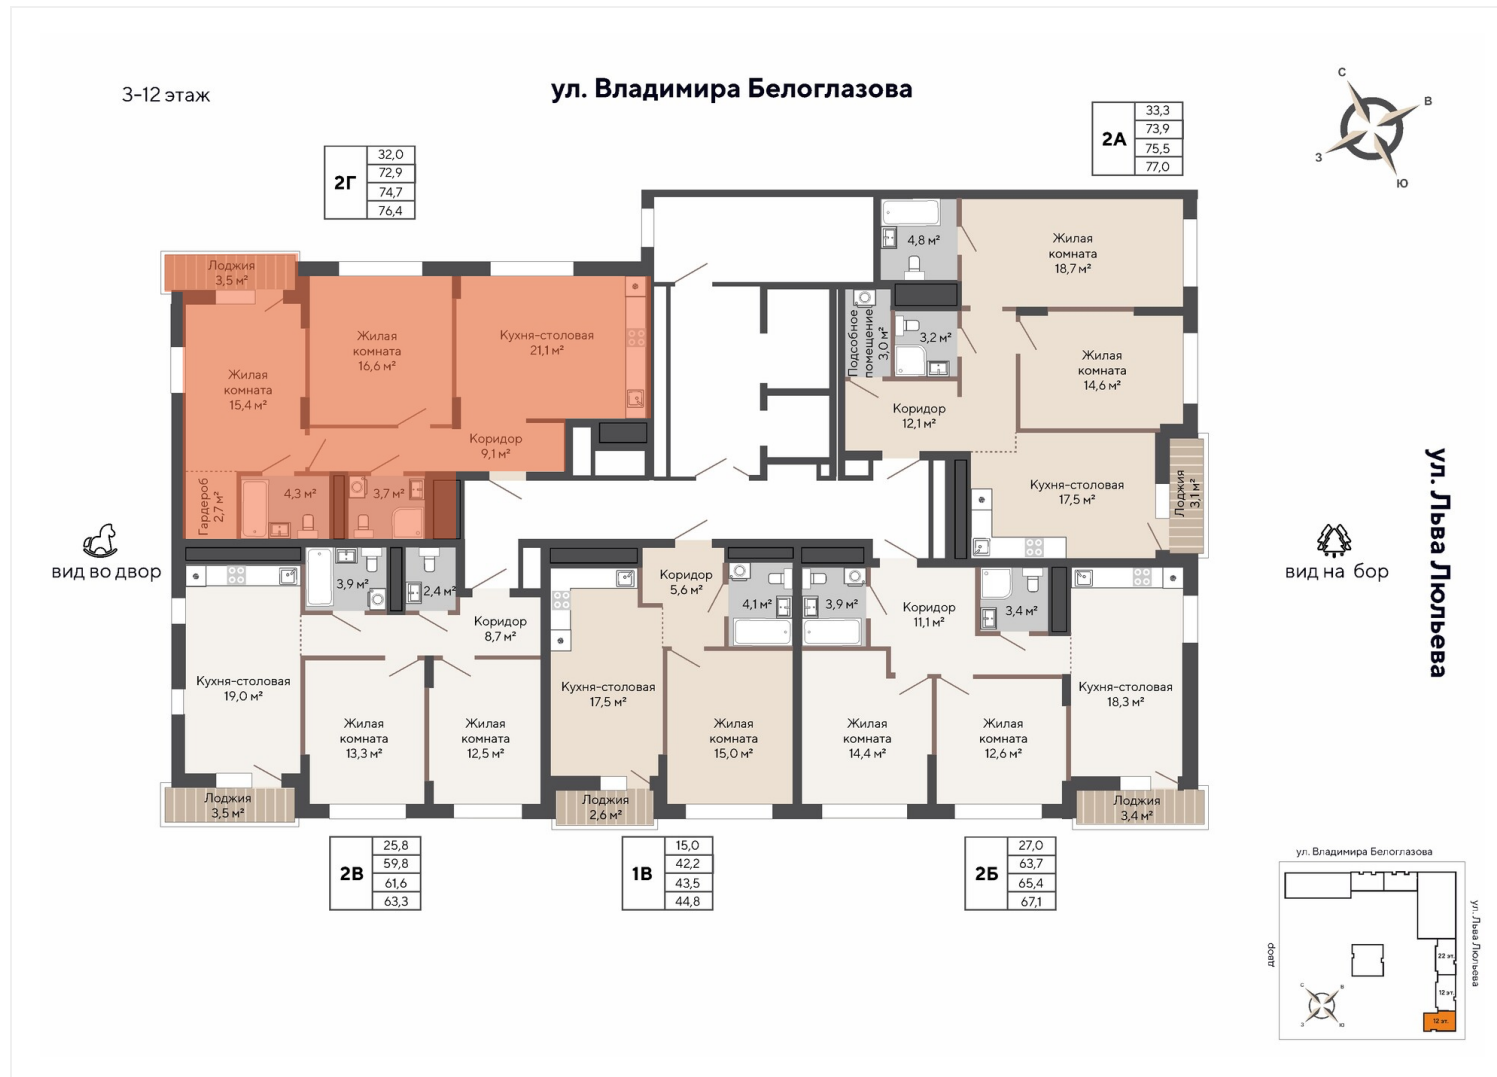 3-12 этаж
ул. Владимира Белоглазова
С
В
З
Ю
2Г
32,0
72,9
74,7
76,4
2А
33,3
73,9
75,5
77,0
Лоджия
3,5 м²
Жилая
комната
15,4 м²
Жилая
комната
16,6 м²
Кухня-столовая
21,1 м²
Коридор
9,1 м²
Гардероб
2,7 м²
4,3 м²
3,7 м²
4,8 м²
Жилая
комната
18,7 м²
Подсобное
помещение
3,0 м²
3,2 м²
Жилая
комната
14,6 м²
Коридор
12,1 м²
Кухня-столовая
17,5 м²
Лоджия
3,1 м²
ул. Льва Люльева
вид во двор
вид на бор
3,9 м²
2,4 м²
Коридор
8,7 м²
Кухня-столовая
19,0 м²
Жилая
комната
13,3 м²
Жилая
комната
12,5 м²
Лоджия
3,5 м²
Коридор
5,6 м²
4,1 м²
Кухня-столовая
17,5 м²
Жилая
комната
15,0 м²
Лоджия
2,6 м²
3,9 м²
Коридор
11,1 м²
3,4 м²
Жилая
комната
14,4 м²
Жилая
комната
12,6 м²
Кухня-столовая
18,3 м²
Лоджия
3,4 м²
2В
25,8
59,8
61,6
63,3
1В
15,0
42,2
43,5
44,8
2Б
27,0
63,7
65,4
67,1
ул. Владимира Белоглазова
двор
ул. Льва Люльева
22 эт.
12 эт.
12 эт.
С
В
З
Ю